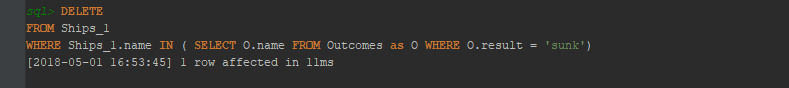 sql> DELETE
FROM Ships_1
WHERE Ships_1.name IN ( SELECT O.name FROM Outcomes as O WHERE O.result = 'sunk')
[2018-05-01 16:53:45] 1 row affected in 11ms